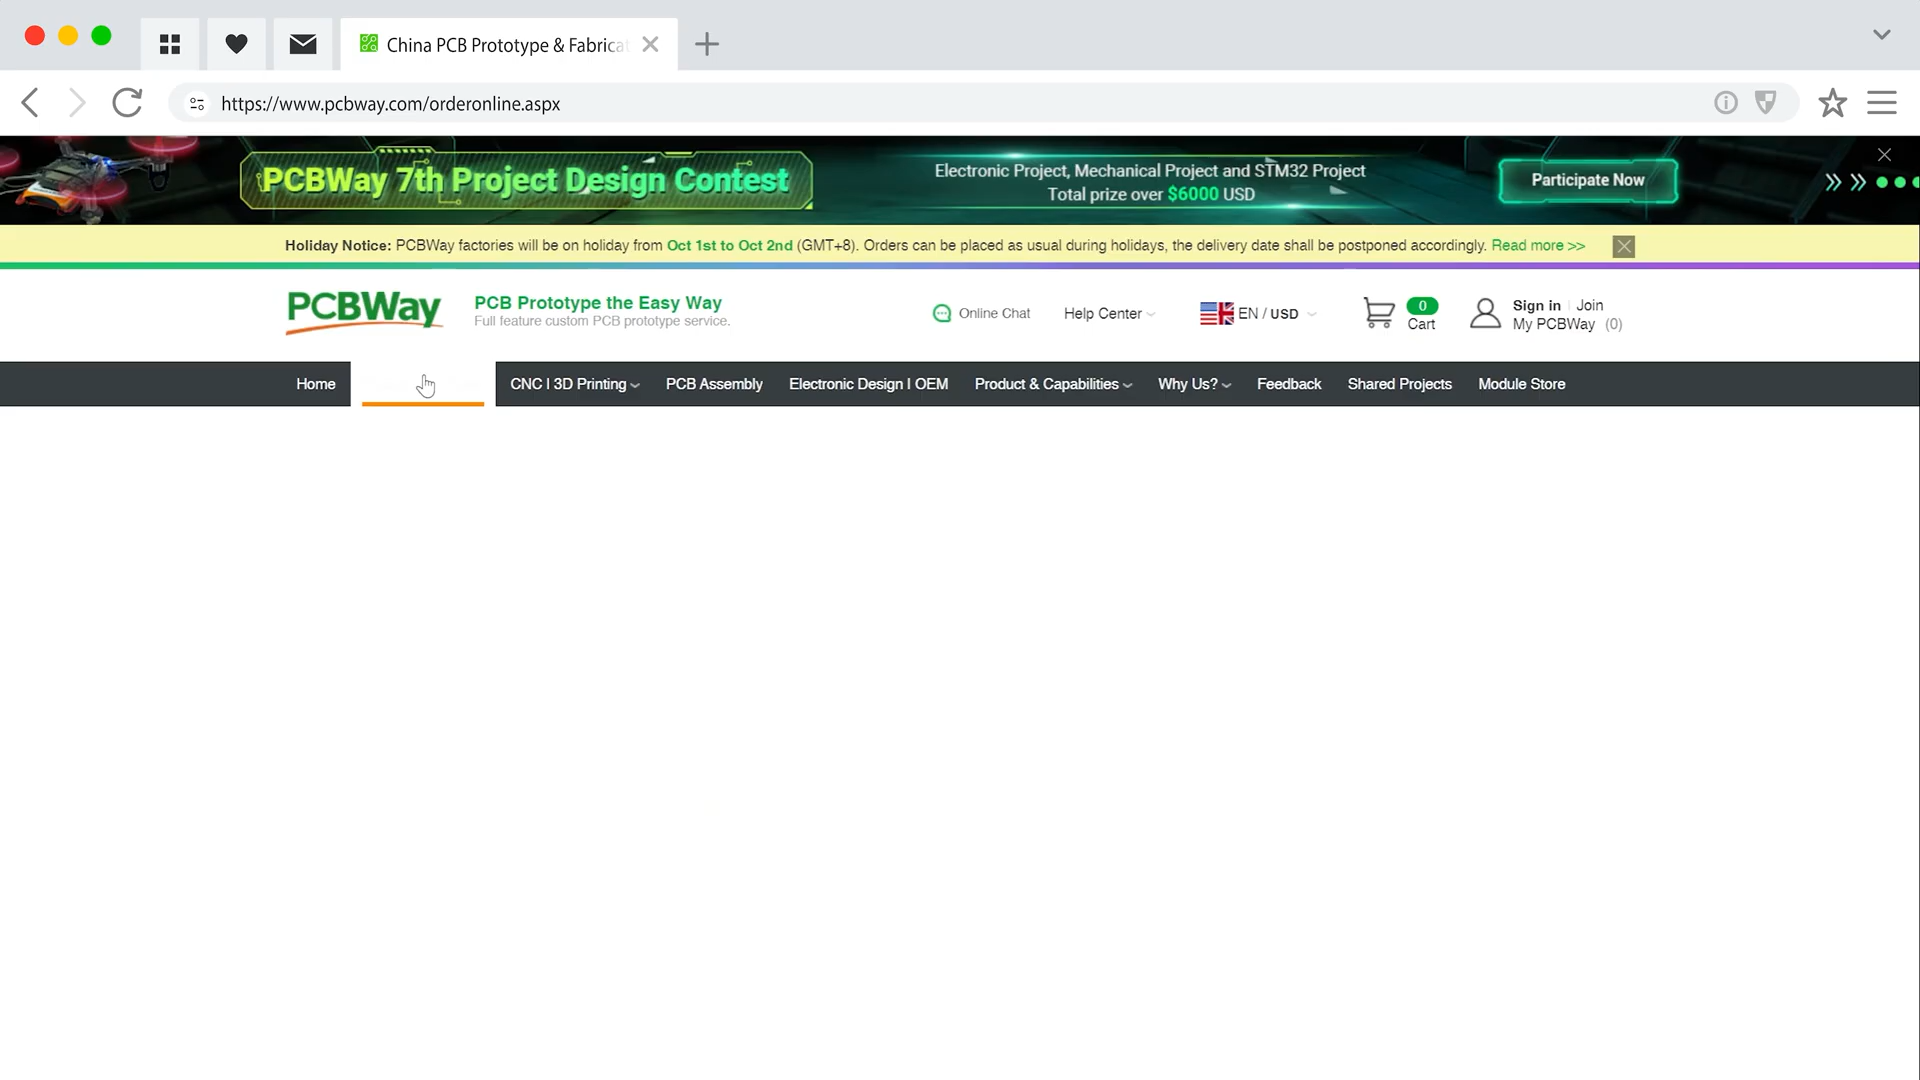 China PCB Prototype & Fabrica
https://www.pcbway.com/orderonline.aspx
PCBWay 7th Project Design Contest
Electronic Project, Mechanical Project and STM32 Project
Total prize over $6000 USD
Participate Now
Holiday Notice: PCBWay factories will be on holiday from Oct 1st to Oct 2nd (GMT+8). Orders can be placed as usual during holidays, the delivery date shall be postponed accordingly. Read more >>
PCBWay
PCB Prototype the Easy Way
Full feature custom PCB prototype service.
Online Chat
Help Center
EN / USD
0
Cart
Sign in | Join
My PCBWay (0)
Home
CNC | 3D Printing
PCB Assembly
Electronic Design | OEM
Product & Capabilities
Why Us?
Feedback
Shared Projects
Module Store